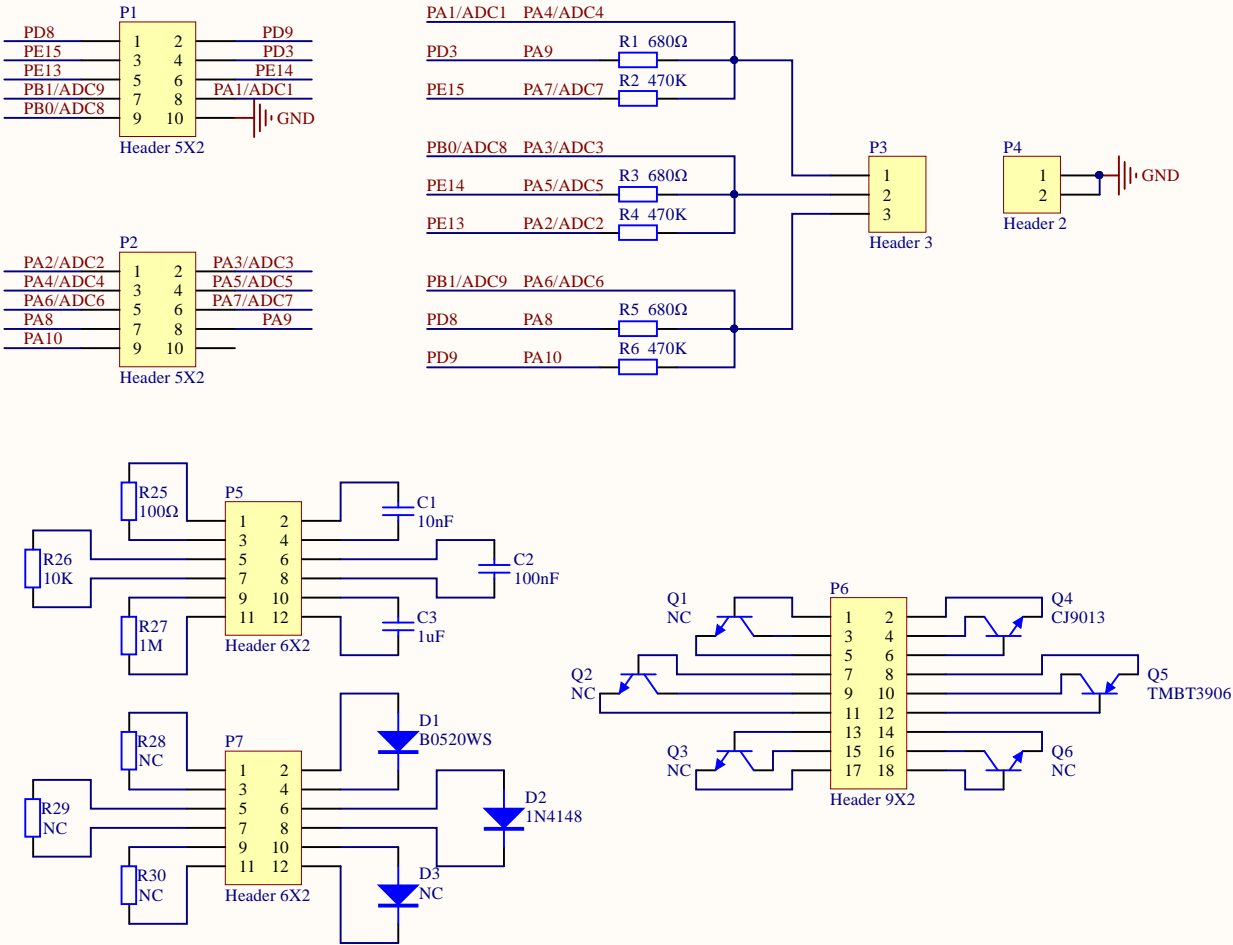 P1
PD8 1 2 PD9
PE15 3 4 PD3
PE13 5 6 PE14
PB1/ADC9 7 8 PA1/ADC1
PB0/ADC8 9 10 GND
Header 5X2
P2
PA2/ADC2 1 2 PA3/ADC3
PA4/ADC4 3 4 PA5/ADC5
PA6/ADC6 5 6 PA7/ADC7
PA8 7 8 PA9
PA10 9 10
Header 5X2
PA1/ADC1 PA4/ADC4
PD3 PA9 R1 680Ω
PE15 PA7/ADC7 R2 470K
PB0/ADC8 PA3/ADC3
PE14 PA5/ADC5 R3 680Ω
PE13 PA2/ADC2 R4 470K
PB1/ADC9 PA6/ADC6
PD8 PA8 R5 680Ω
PD9 PA10 R6 470K
P3
1
2
3
Header 3
P4
1 GND
2
Header 2
R25
100Ω
R26
10K
R27
1M
P5
1 2
3 4
5 6
7 8
9 10
11 12
Header 6X2
C1
10nF
C2
100nF
C3
1uF
R28
NC
R29
NC
R30
NC
P7
1 2
3 4
5 6
7 8
9 10
11 12
Header 6X2
D1
B0520WS
D2
1N4148
D3
NC
Q1
NC
Q2
NC
Q3
NC
P6
1 2
3 4
5 6
7 8
9 10
11 12
13 14
15 16
17 18
Header 9X2
Q4
CJ9013
Q5
TMBT3906
Q6
NC